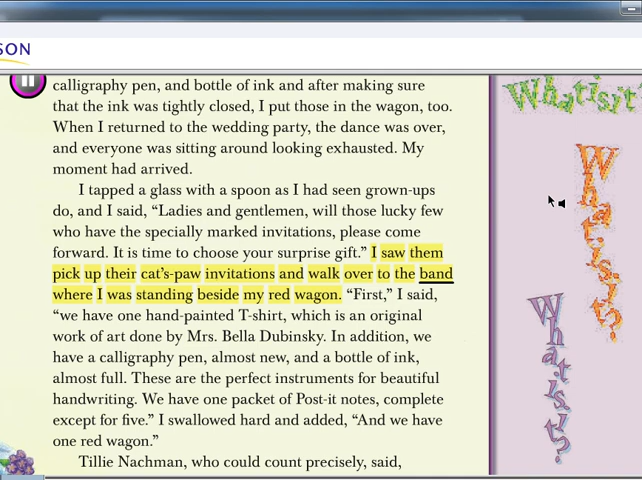 SON
calligraphy pen, and bottle of ink and after making sure
that the ink was tightly closed, I put those in the wagon, too.
When I returned to the wedding party, the dance was over,
and everyone was sitting around looking exhausted. My
moment had arrived.
I tapped a glass with a spoon as I had seen grown-ups
do, and I said, “Ladies and gentlemen, will those lucky few
who have the specially marked invitations, please come
forward. It is time to choose your surprise gift.” I saw them
pick up their cat’s-paw invitations and walk over to the band
where I was standing beside my red wagon. “First,” I said,
“we have one hand-painted T-shirt, which is an original
work of art done by Mrs. Bella Dubinsky. In addition, we
have a calligraphy pen, almost new, and a bottle of ink,
almost full. These are the perfect instruments for beautiful
handwriting. We have one packet of Post-it notes, complete
except for five.” I swallowed hard and added, “And we have
one red wagon.”
Tillie Nachman, who could count precisely, said,
What is it?
What is it?
What is it?